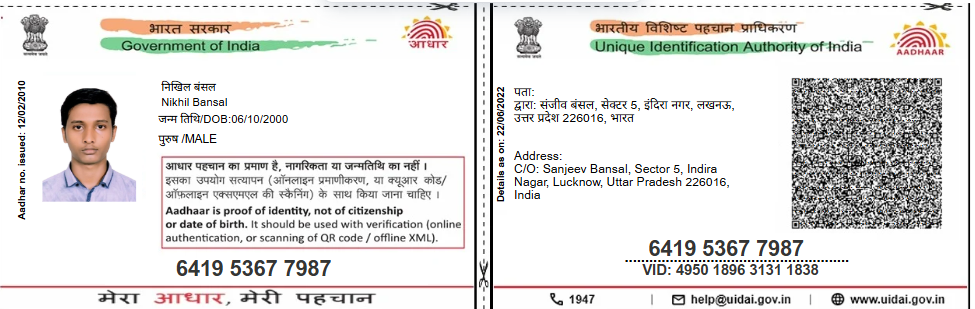 भारत सरकार
Government of India
आधार
Aadhar no. issued: 12/02/2010
निखिल बंसल
Nikhil Bansal
जन्म तिथि/DOB:06/10/2000
पुरुष /MALE
आधार पहचान का प्रमाण है, नागरिकता या जन्मतिथि का नहीं ।
इसका उपयोग सत्यापन (ऑनलाइन प्रमाणीकरण, या क्यूआर कोड/
ऑफ़लाइन एक्सएमएल की स्कैनिंग) के साथ किया जाना चाहिए ।
Aadhaar is proof of identity, not of citizenship
or date of birth. It should be used with verification (online
authentication, or scanning of QR code / offline XML).
6419 5367 7987
मेरा आधार, मेरी पहचान
भारतीय विशिष्ट पहचान प्राधिकरण
Unique Identification Authority of India
AADHAAR
Details as on: 22/06/2022
पता:
द्वारा: संजीव बंसल, सेक्टर 5, इंदिरा नगर, लखनऊ,
उत्तर प्रदेश 226016, भारत
Address:
C/O: Sanjeev Bansal, Sector 5, Indira
Nagar, Lucknow, Uttar Pradesh 226016,
India
6419 5367 7987
VID: 4950 1896 3131 1838
1947 | help@uidai.gov.in | www.uidai.gov.in